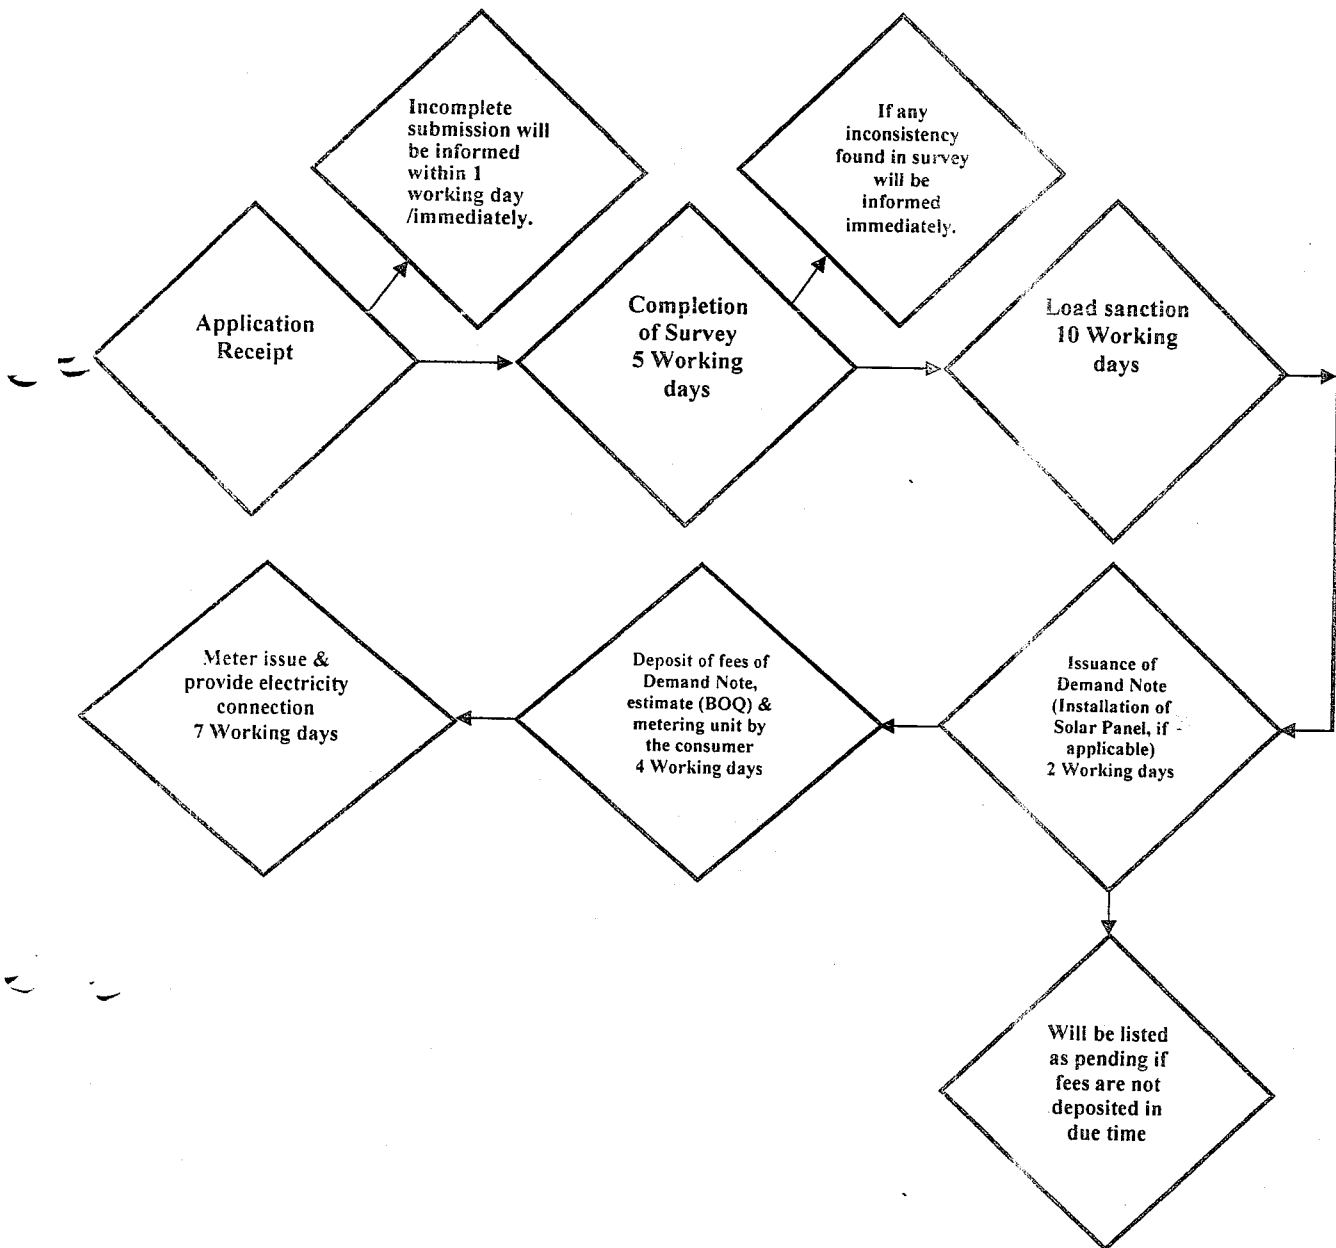 Incomplete
submission will
be informed
within 1
working day
/immediately.
If any
inconsistency
found in survey
will be
informed
immediately.
Application
Receipt
Completion
of Survey
5 Working
days
Load sanction
10 Working
days
Meter issue &
provide electricity
connection
7 Working days
Deposit of fees of
Demand Note,
estimate (BOQ) &
metering unit by
the consumer
4 Working days
Issuance of
Demand Note
(Installation of
Solar Panel, if
applicable)
2 Working days
Will be listed
as pending if
fees are not
deposited in
due time